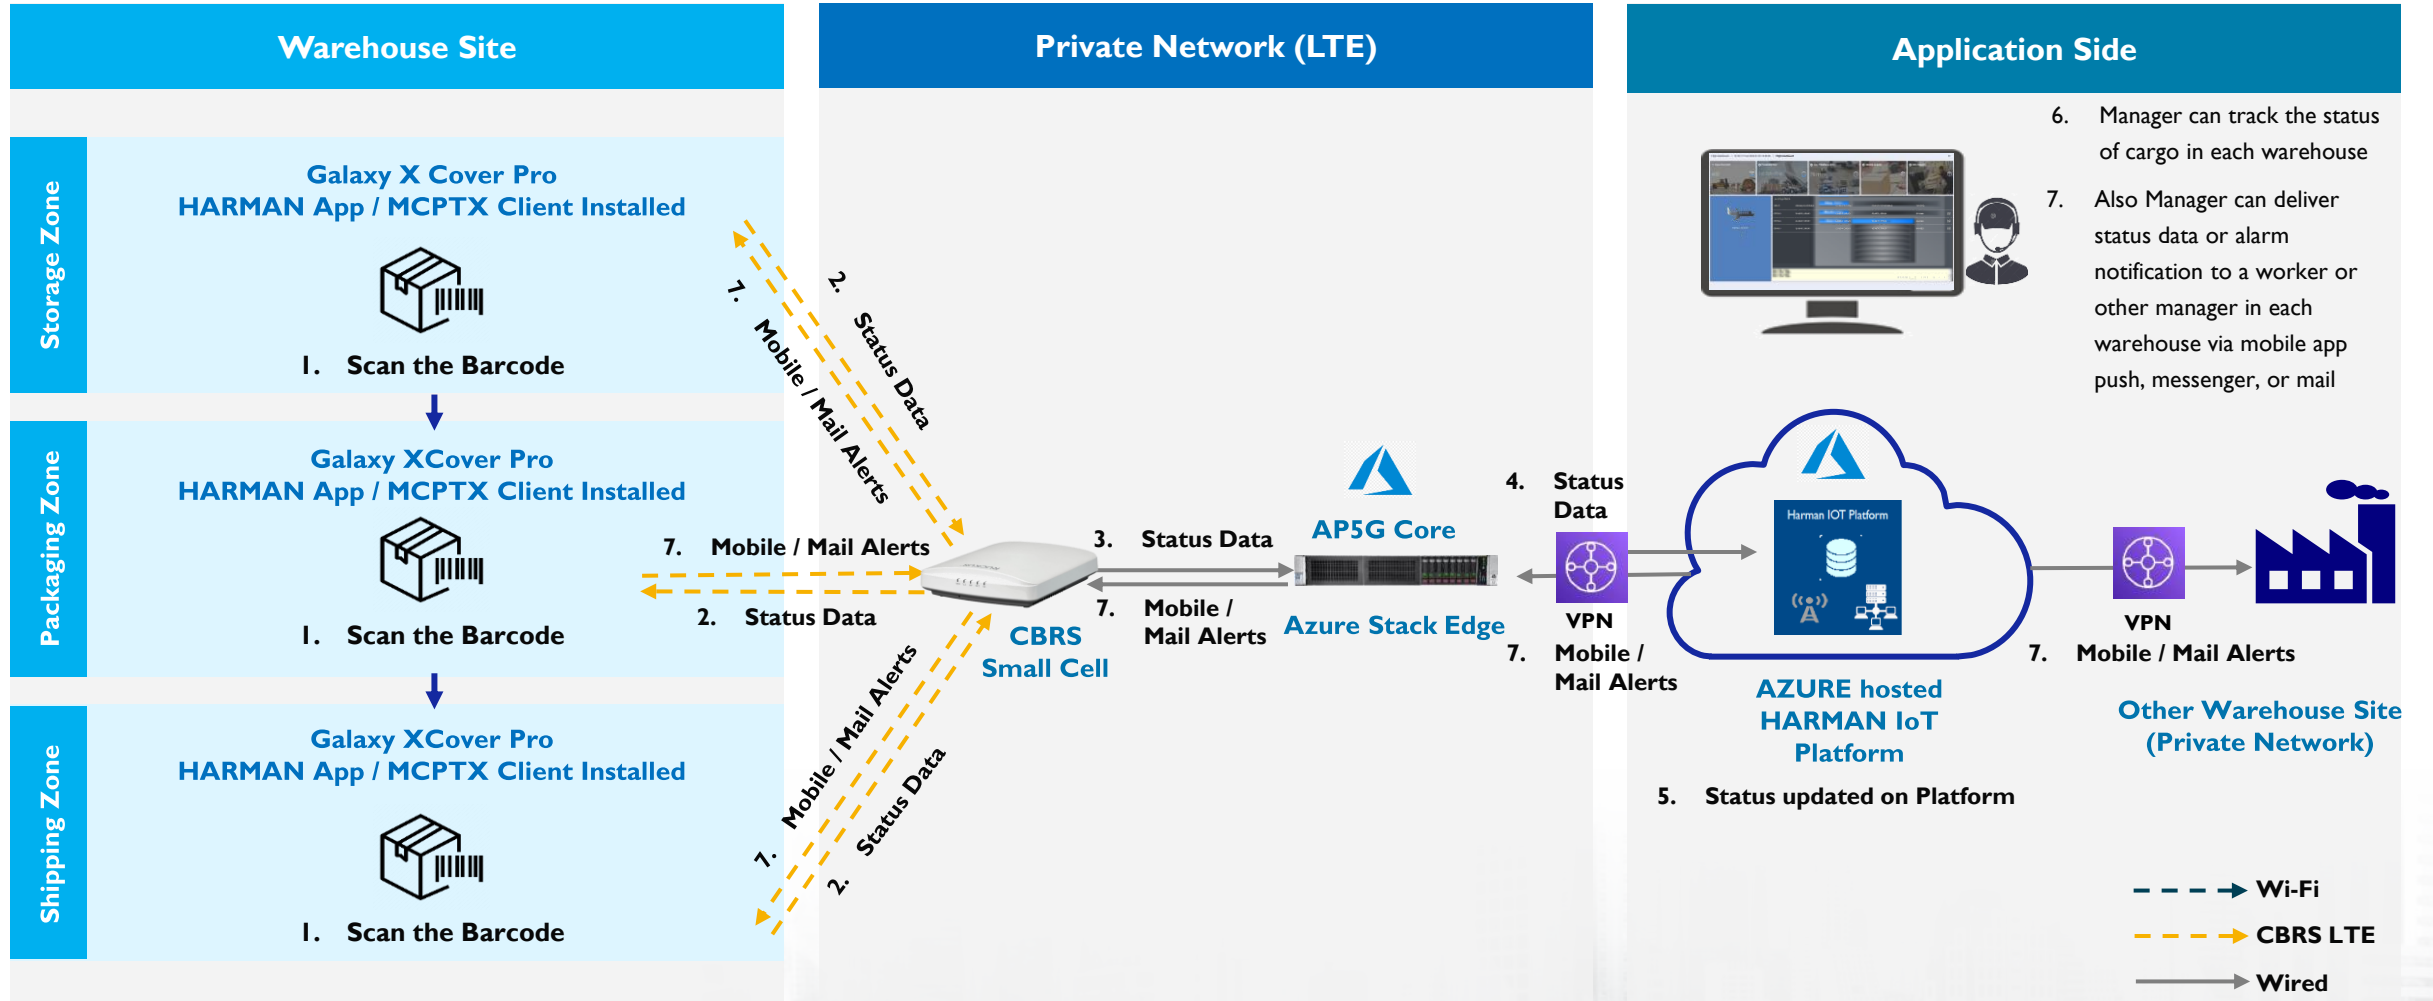 Warehouse Site
Private Network (LTE)
Application Side
Storage Zone
Galaxy X Cover Pro
HARMAN App / MCPTX Client Installed
1. Scan the Barcode
Packaging Zone
Galaxy XCover Pro
HARMAN App / MCPTX Client Installed
1. Scan the Barcode
Shipping Zone
Galaxy XCover Pro
HARMAN App / MCPTX Client Installed
1. Scan the Barcode
2. Status Data
7. Mobile / Mail Alerts
7. Mobile / Mail Alerts
2. Status Data
7. Mobile / Mail Alerts
2. Status Data
CBRS
Small Cell
3. Status Data
7. Mobile /
Mail Alerts
AP5G Core
Azure Stack Edge
4. Status
Data
VPN
7. Mobile /
Mail Alerts
6. Manager can track the status
of cargo in each warehouse
7. Also Manager can deliver
status data or alarm
notification to a worker or
other manager in each
warehouse via mobile app
push, messenger, or mail
Harman IOT Platform
AZURE hosted
HARMAN IoT
Platform
5. Status updated on Platform
VPN
7. Mobile / Mail Alerts
Other Warehouse Site
(Private Network)
Wi-Fi
CBRS LTE
Wired